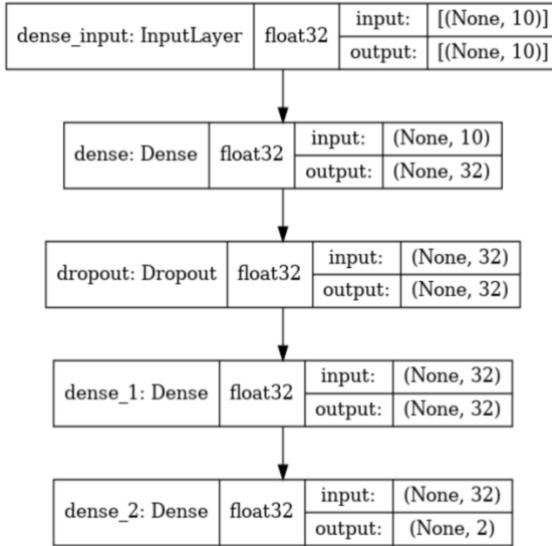 dense_input: InputLayer float32 input: [(None, 10)]
output: [(None, 10)]
dense: Dense float32 input: (None, 10)
output: (None, 32)
dropout: Dropout float32 input: (None, 32)
output: (None, 32)
dense_1: Dense float32 input: (None, 32)
output: (None, 32)
dense_2: Dense float32 input: (None, 32)
output: (None, 2)